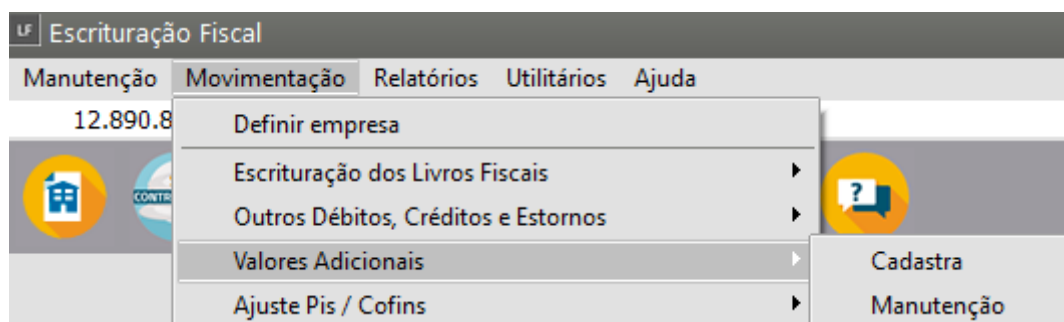 LF Escrituração Fiscal
Manutenção Movimentação Relatórios Utilitários Ajuda
12.890.8
Definir empresa
Escrituração dos Livros Fiscais
Outros Débitos, Créditos e Estornos
Valores Adicionais
Cadastra
Ajuste Pis / Cofins
Manutenção
CONTR
?